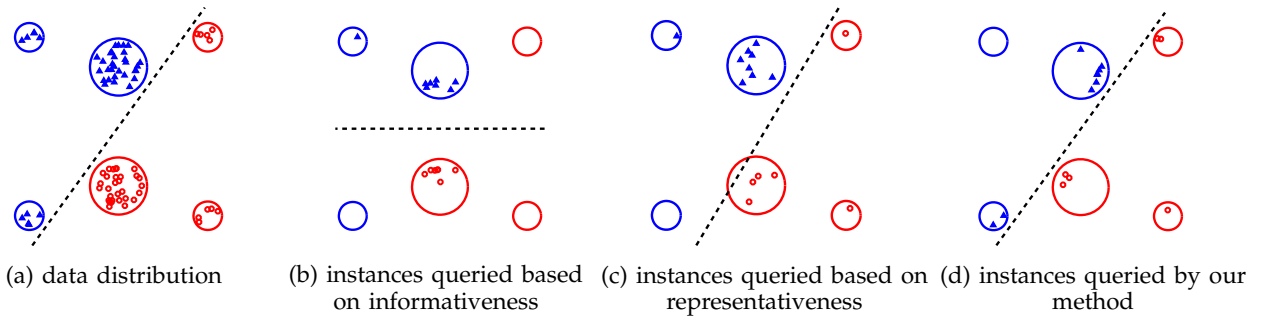 (a) data distribution
(b) instances queried based
on informativeness
(c) instances queried based on
representativeness
(d) instances queried by our
method